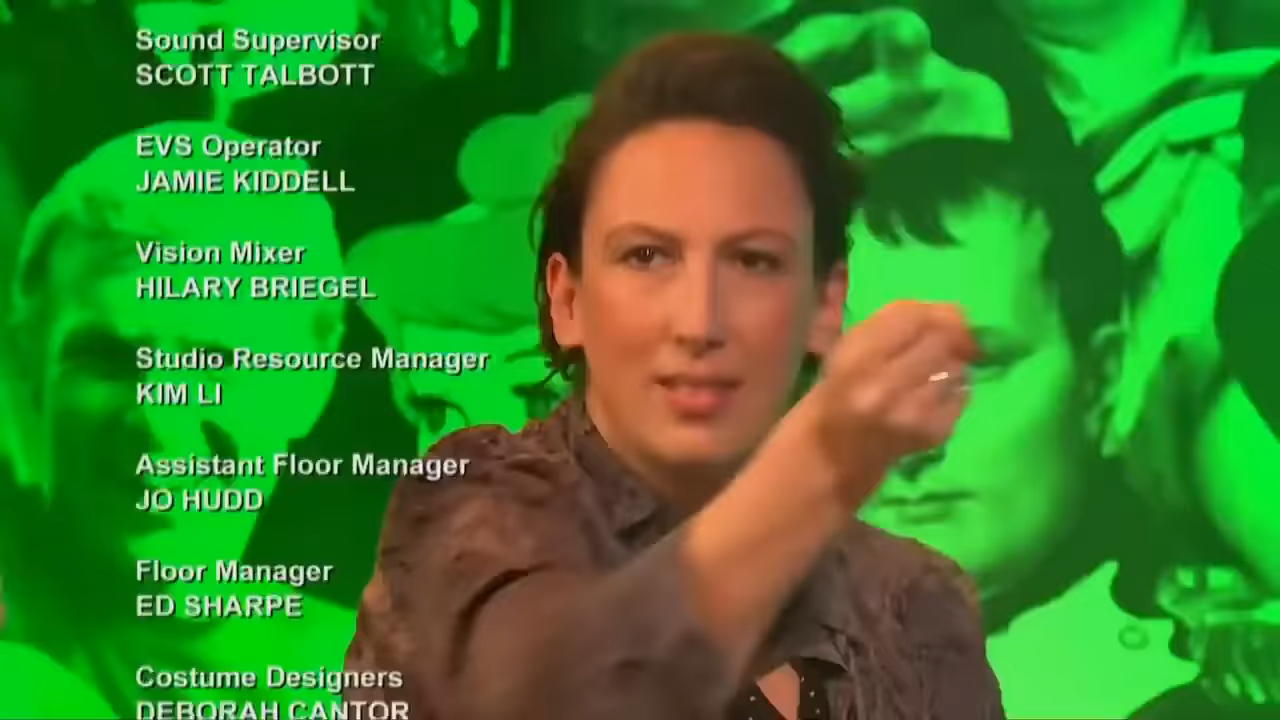 Sound Supervisor
SCOTT TALBOTT
EVS Operator
JAMIE KIDDELL
Vision Mixer
HILARY BRIEGEL
Studio Resource Manager
KIM LI
Assistant Floor Manager
JO HUDD
Floor Manager
ED SHARPE
Costume Designers
DEBORAH CANTOR